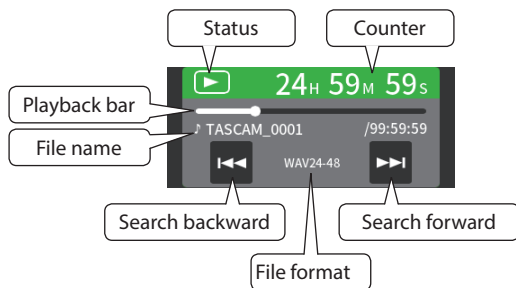 Status
Counter
24H 59M 59S
Playback bar
♪ TASCAM_0001 /99:59:59
File name
WAV24-48
Search backward
Search forward
File format